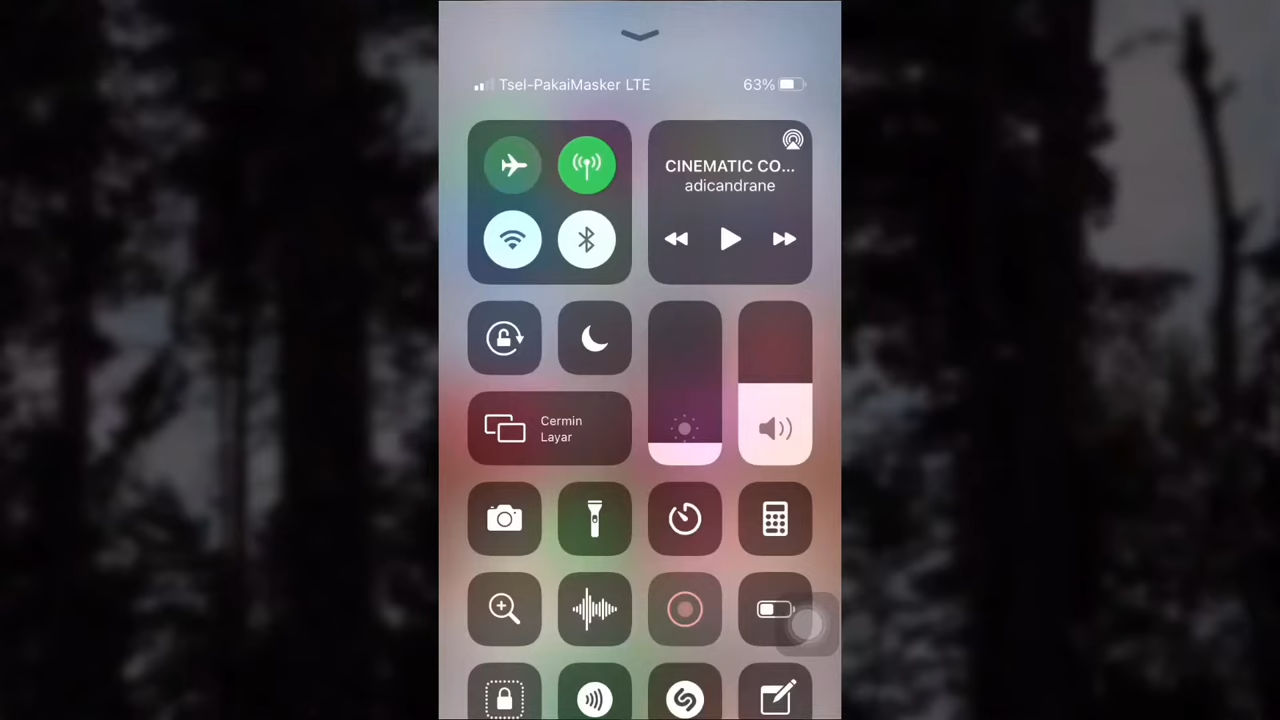 Tsel-PakaiMasker LTE 63%
CINEMATIC CO...
adicandrane
Cermin
Layar